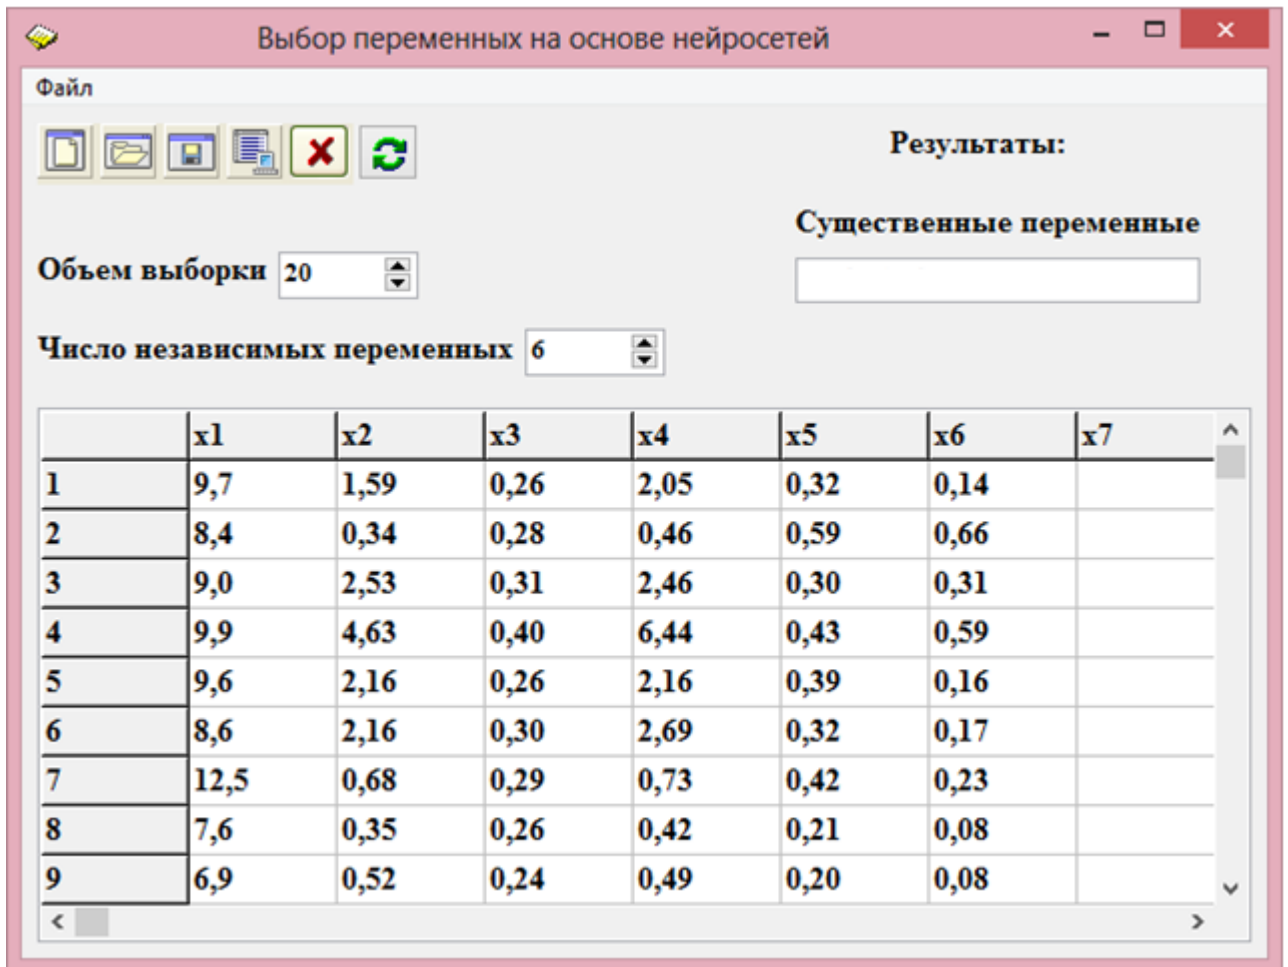 Выбор переменных на основе нейросетей
Файл
Результаты:
Существенные переменные
Объем выборки 20
Число независимых переменных 6
x1 x2 x3 x4 x5 x6 x7
1 9,7 1,59 0,26 2,05 0,32 0,14
2 8,4 0,34 0,28 0,46 0,59 0,66
3 9,0 2,53 0,31 2,46 0,30 0,31
4 9,9 4,63 0,40 6,44 0,43 0,59
5 9,6 2,16 0,26 2,16 0,39 0,16
6 8,6 2,16 0,30 2,69 0,32 0,17
7 12,5 0,68 0,29 0,73 0,42 0,23
8 7,6 0,35 0,26 0,42 0,21 0,08
9 6,9 0,52 0,24 0,49 0,20 0,08